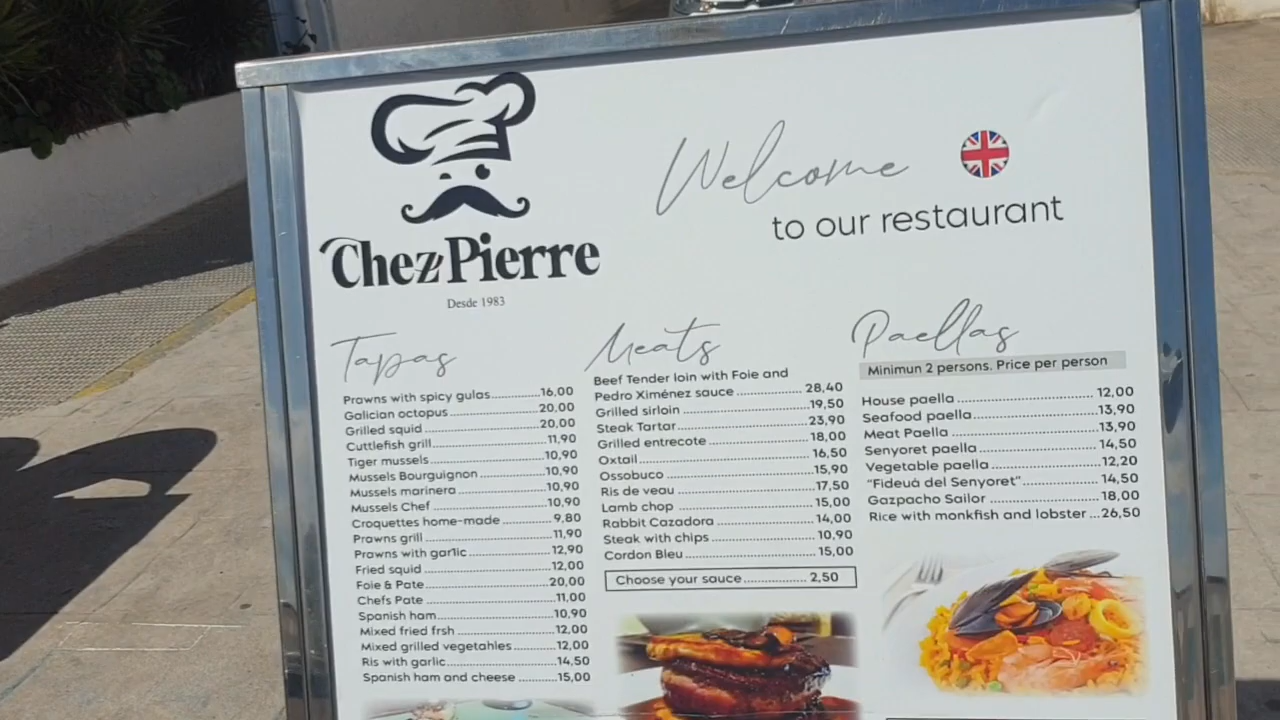 Chez Pierre
Desde 1983
Welcome
to our restaurant
Tapas
Prawns with spicy gulas 16,00
Galician octopus 20,00
Grilled squid 20,00
Cuttlefish grill 11,90
Tiger mussels 10,90
Mussels Bourguignon 10,90
Mussels marinera 10,90
Mussels Chef 10,90
Croquettes home-made 9,80
Prawns grill 11,90
Prawns with garlic 12,90
Fried squid 12,00
Foie & Pate 20,00
Chefs Pate 11,00
Spanish ham 10,90
Mixed fried frsh 12,00
Mixed grilled vegetables 12,00
Ris with garlic 14,50
Spanish ham and cheese 15,00
Meats
Beef Tender loin with Foie and
Pedro Ximénez sauce 28,40
Grilled sirloin 19,50
Steak Tartar 23,90
Grilled entrecote 18,00
Oxtail 16,50
Ossobuco 15,90
Ris de veau 17,50
Lamb chop 15,00
Rabbit Cazadora 14,00
Steak with chips 10,90
Cordon Bleu 15,00
Choose your sauce 2,50
Paellas
Minimun 2 persons. Price per person
House paella 12,00
Seafood paella 13,90
Meat Paella 13,90
Senyoret paella 14,50
Vegetable paella 12,20
"Fideuà del Senyoret" 14,50
Gazpacho Sailor 18,00
Rice with monkfish and lobster 26,50